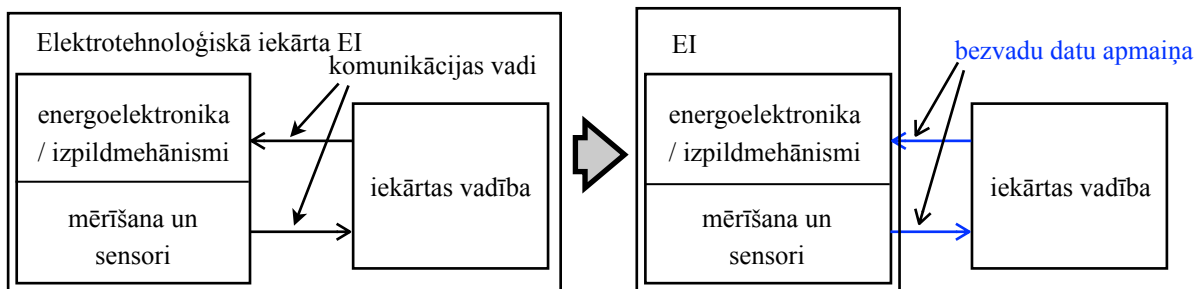 Elektrotehnoloģiskā iekārta EI
komunikācijas vadi
energoelektronika
/ izpildmehānismi
mērīšana un
sensori
iekārtas vadība
EI
bezvadu datu apmaiņa
energoelektronika
/ izpildmehānismi
mērīšana un
sensori
iekārtas vadība